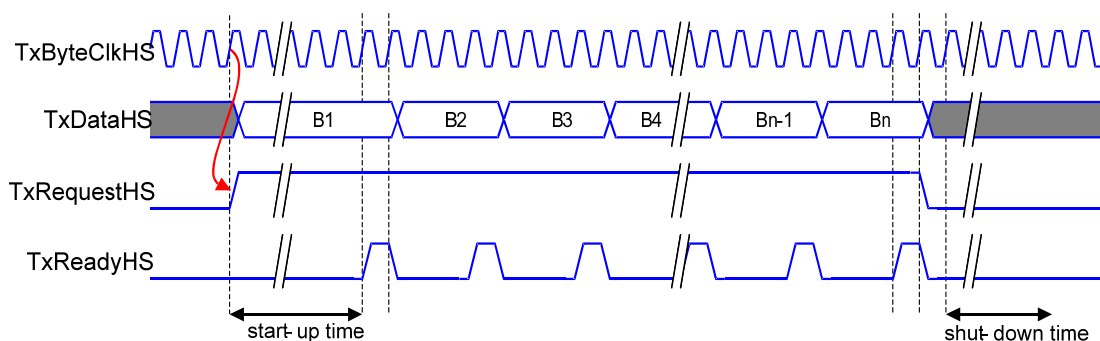 TxByteClkHS
TxDataHS
B1 B2 B3 B4 Bn-1 Bn
TxRequestHS
TxReadyHS
start-up time
shut-down time